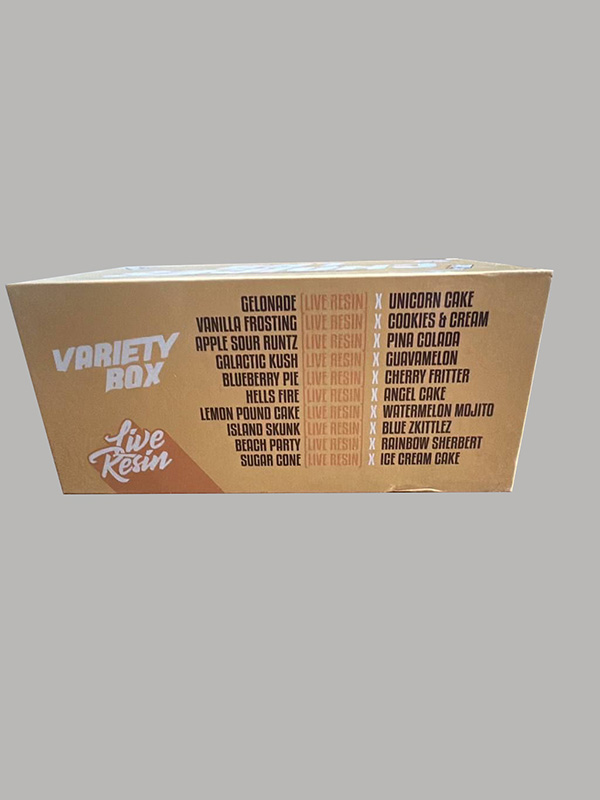 VARIETY
BOX
Live
Resin
GELONADE [LIVE RESIN] X UNICORN CAKE
VANILLA FROSTING [LIVE RESIN] X COOKIES & CREAM
APPLE SOUR RUNTZ [LIVE RESIN] X PINA COLADA
GALACTIC KUSH [LIVE RESIN] X GUAVAMELON
BLUEBERRY PIE [LIVE RESIN] X CHERRY FRITTER
HELLS FIRE [LIVE RESIN] X ANGEL CAKE
LEMON POUND CAKE [LIVE RESIN] X WATERMELON MOJITO
ISLAND SKUNK [LIVE RESIN] X BLUE ZKITTLEZ
BEACH PARTY [LIVE RESIN] X RAINBOW SHERBERT
SUGAR CONE [LIVE RESIN] X ICE CREAM CAKE